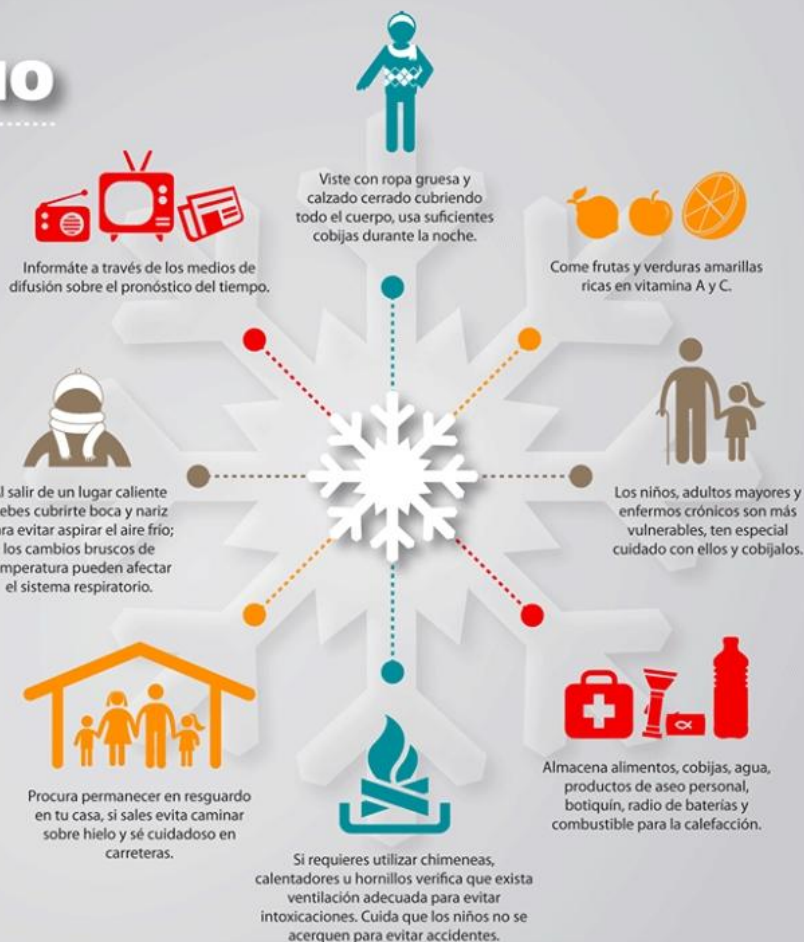 Viste con ropa gruesa y
calzado cerrado cubriendo
todo el cuerpo, usa suficientes
cobijas durante la noche.
Informáte a través de los medios de
difusión sobre el pronóstico del tiempo.
Come frutas y verduras amarillas
ricas en vitamina A y C.
salir de un lugar caliente
cubrirte boca y nariz
evitar aspirar el aire frío;
los cambios bruscos de
pueden afectar
el sistema respiratorio.
Los niños, adultos mayores y
enfermos crónicos son más
vulnerables, ten especial
cuidado con ellos y cobíjalos.
Procura permanecer en resguardo
en tu casa, si sales evita caminar
sobre hielo y sé cuidadoso en
carreteras.
Almacena alimentos, cobijas, agua,
productos de aseo personal,
botiquín, radio de baterías y
combustible para la calefacción.
Si requieres utilizar chimeneas,
calentadores u hornillos verifica que exista
ventilación adecuada para evitar
intoxicaciones. Cuida que los niños no se
acerquen para evitar accidentes.